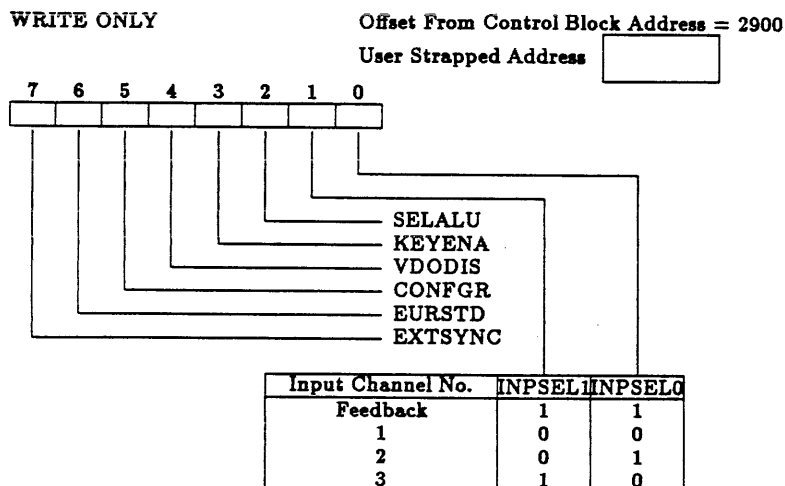 WRITE ONLY
Offset From Control Block Address = 2900
User Strapped Address
7 6 5 4 3 2 1 0
SELALU
KEYENA
VDODIS
CONFGR
EURSTD
EXTSYNC
Input Channel No. INPSEL1 INPSEL0
Feedback 1 1
1 0 0
2 0 1
3 1 0